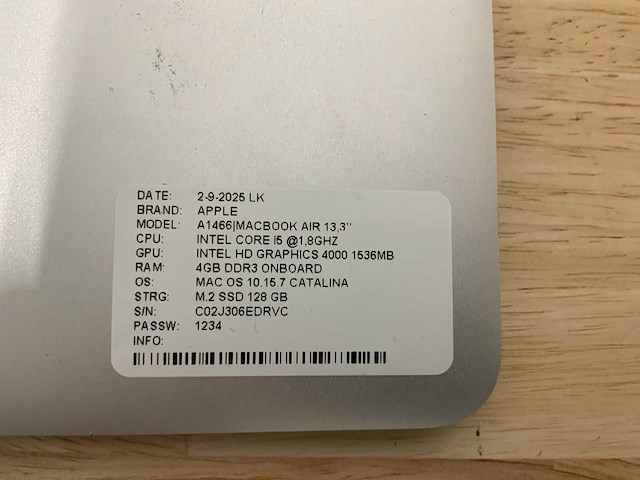 DATE: 2-9-2025 LK
BRAND: APPLE
MODEL: A1466|MACBOOK AIR 13,3''
CPU: INTEL CORE I5 @1,8GHZ
GPU: INTEL HD GRAPHICS 4000 1536MB
RAM: 4GB DDR3 ONBOARD
OS: MAC OS 10.15.7 CATALINA
STRG: M.2 SSD 128 GB
S/N: C02J306EDRVC
PASSW: 1234
INFO: